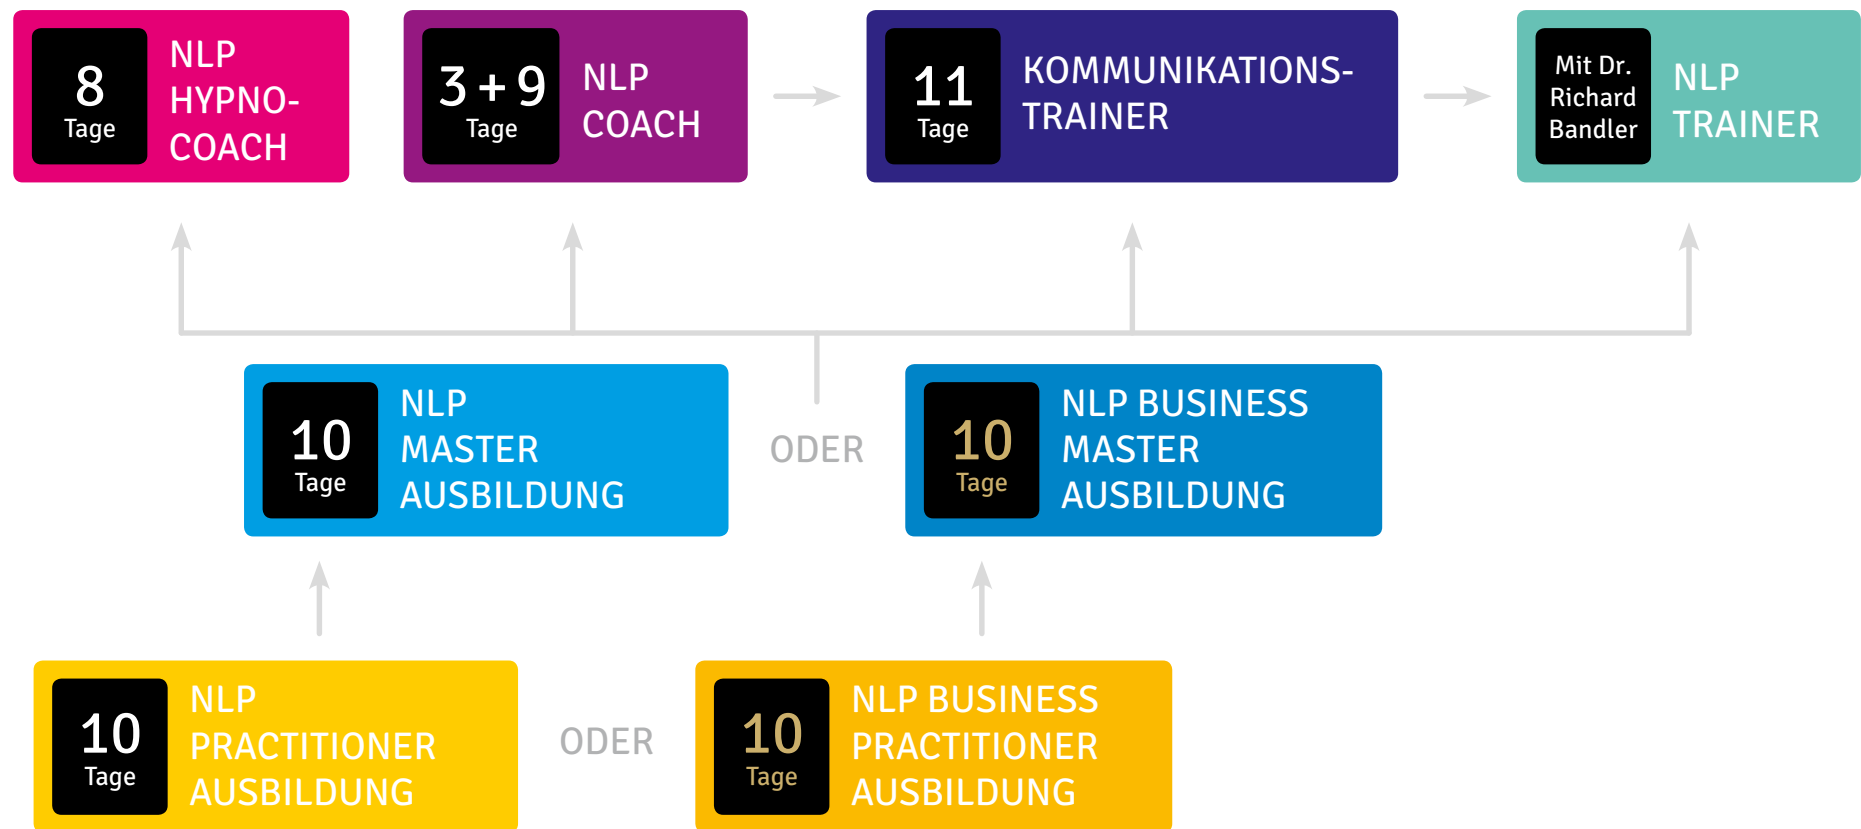 8
Tage
NLP
HYPNO-
COACH
3 + 9
Tage
NLP
COACH
11
Tage
KOMMUNIKATIONS-
TRAINER
Mit Dr.
Richard
Bandler
NLP
TRAINER
10
Tage
NLP
MASTER
AUSBILDUNG
ODER
10
Tage
NLP BUSINESS
MASTER
AUSBILDUNG
10
Tage
NLP
PRACTITIONER
AUSBILDUNG
ODER
10
Tage
NLP BUSINESS
PRACTITIONER
AUSBILDUNG